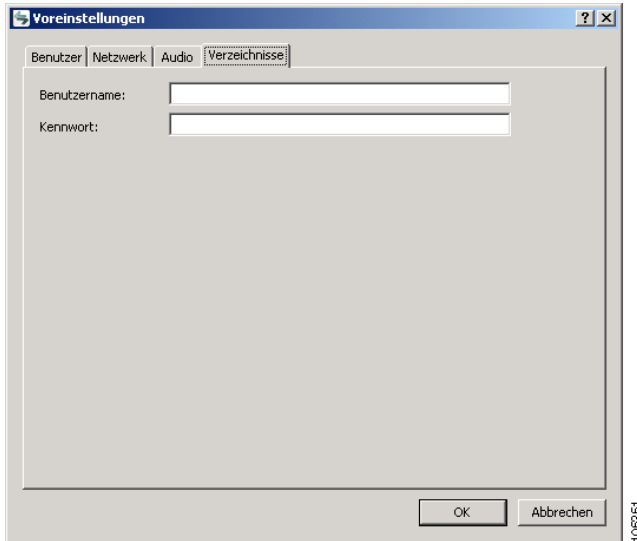 Voreinstellungen
Benutzer Netzwerk Audio Verzeichnisse
Benutzername:
Kennwort:
OK Abbrechen